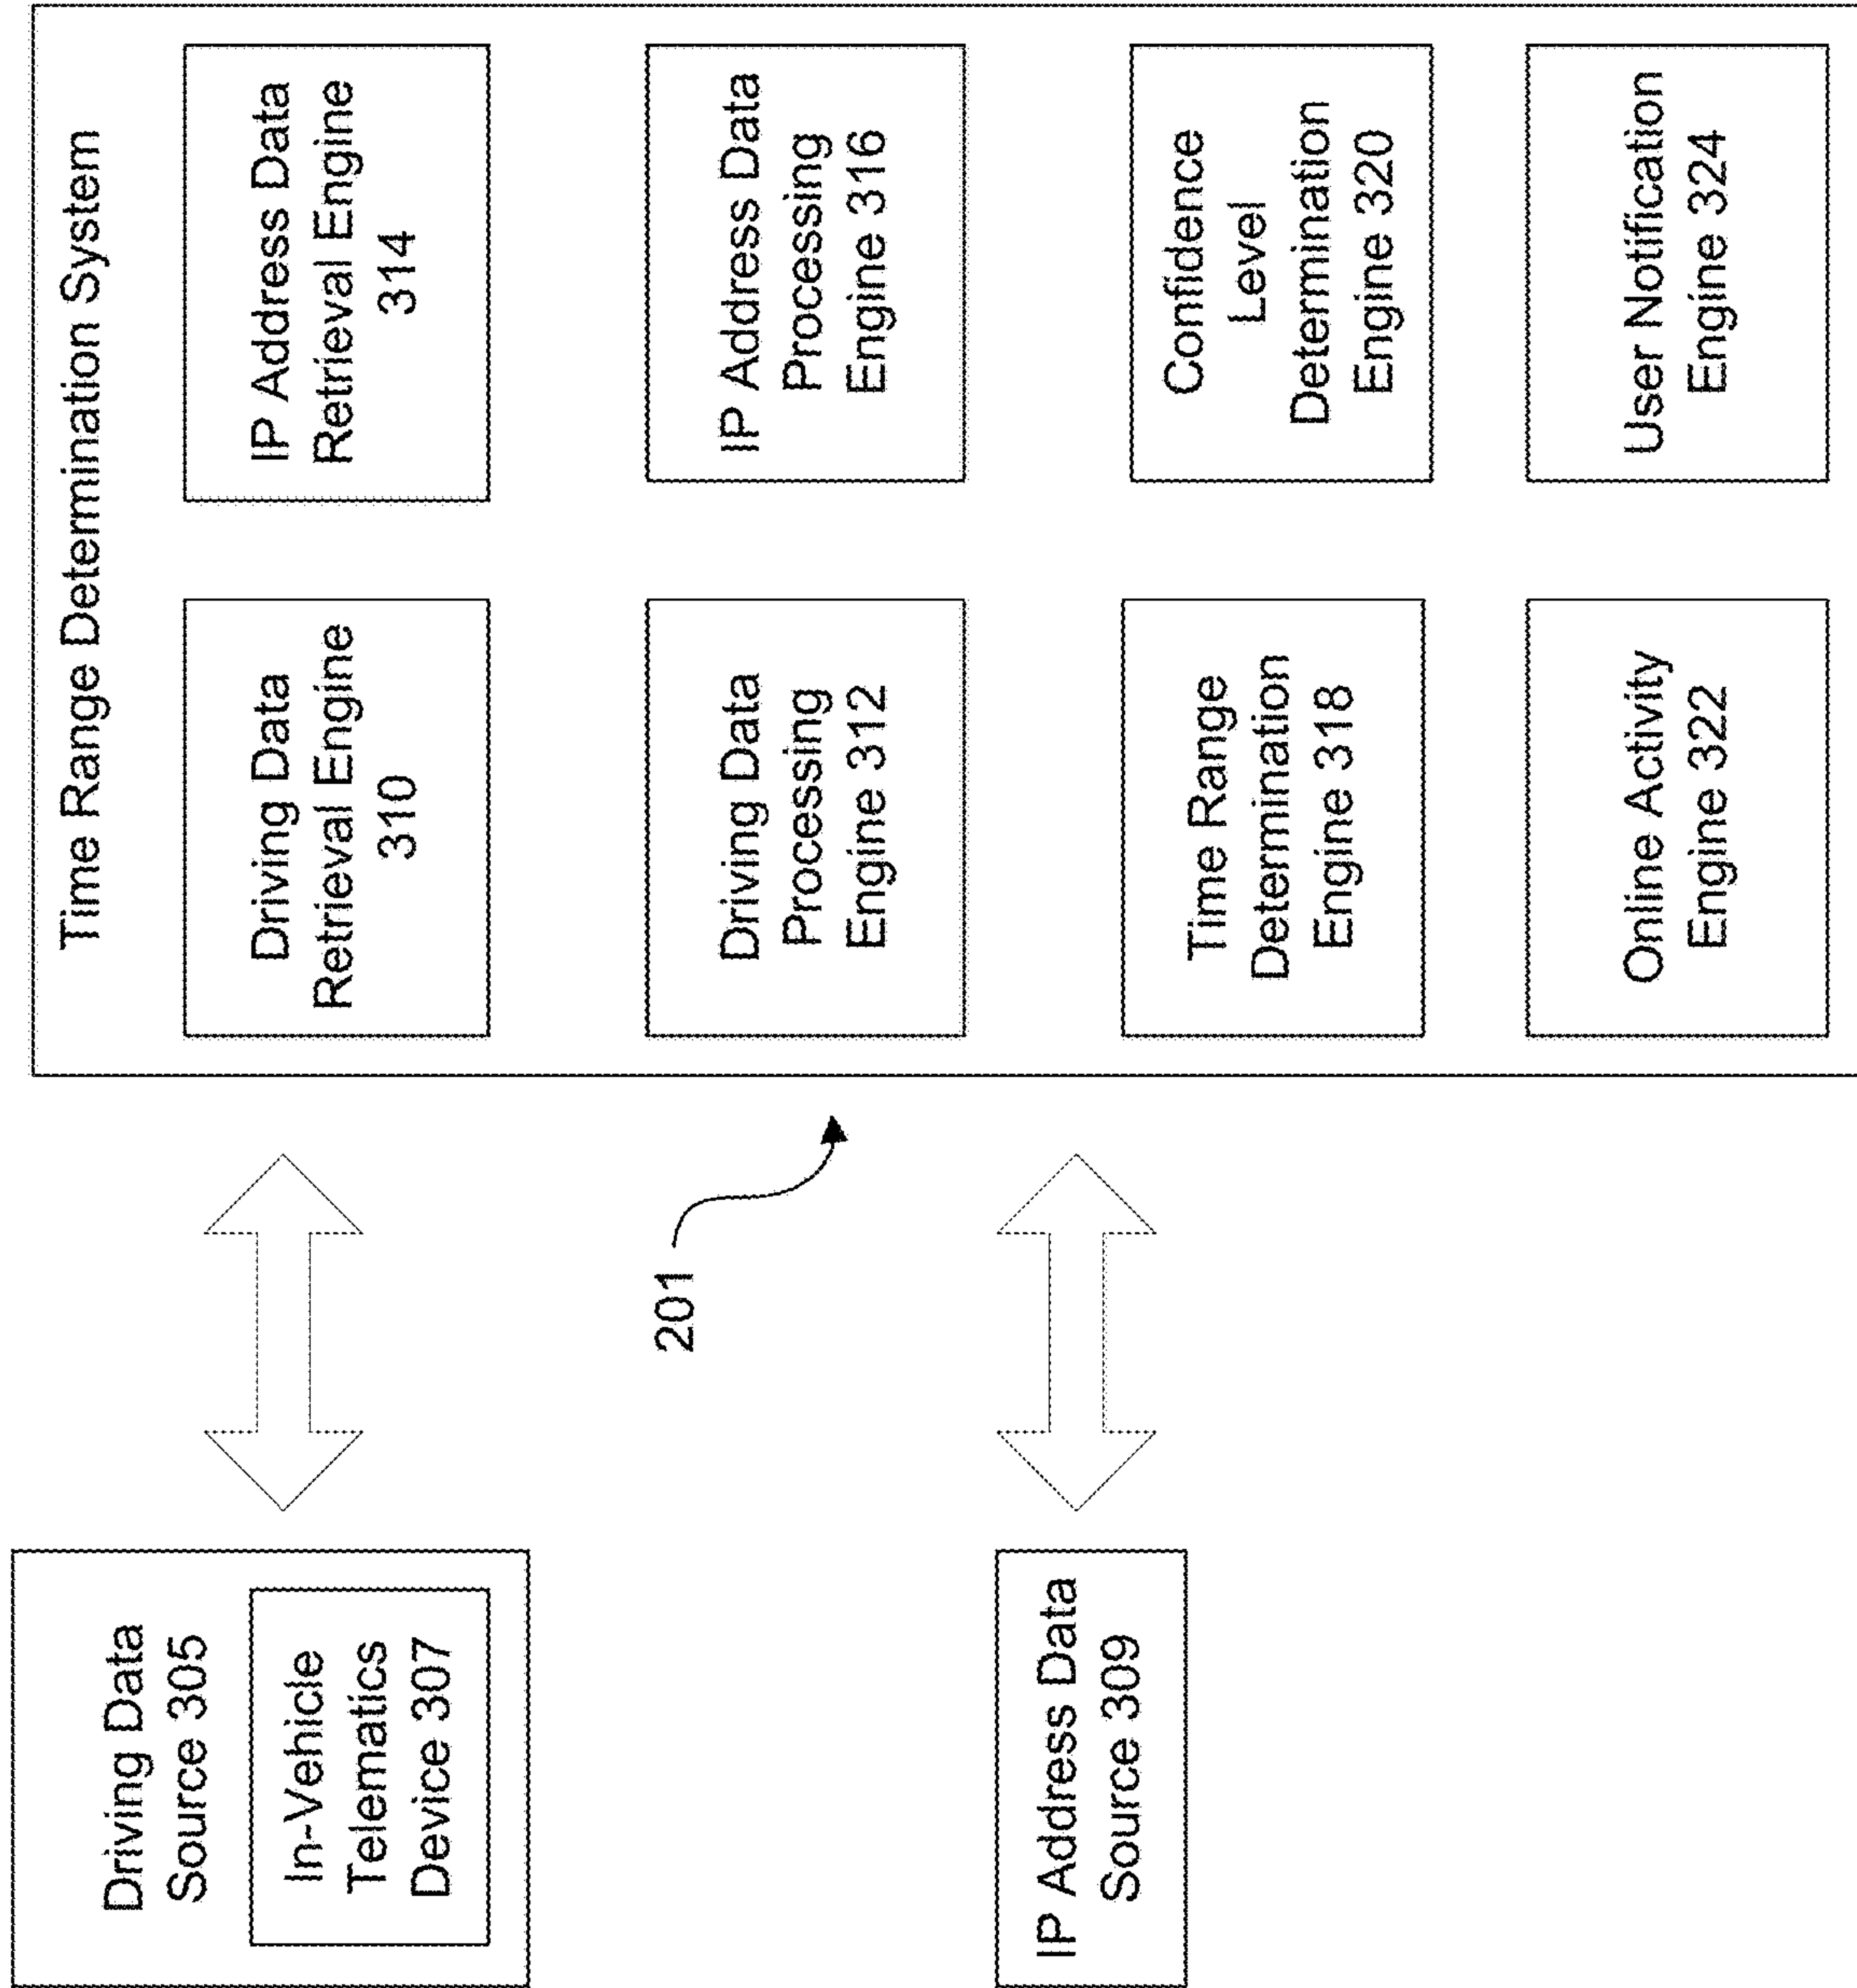 Driving Data
Source 305
In-Vehicle
Telematics
Device 307
IP Address Data
Source 309
201
Time Range Determination System
Driving Data
Retrieval Engine
310
IP Address Data
Retrieval Engine
314
Driving Data
Processing
Engine 312
IP Address Data
Processing
Engine 316
Time Range
Determination
Engine 318
Confidence
Level
Determination
Engine 320
Online Activity
Engine 322
User Notification
Engine 324